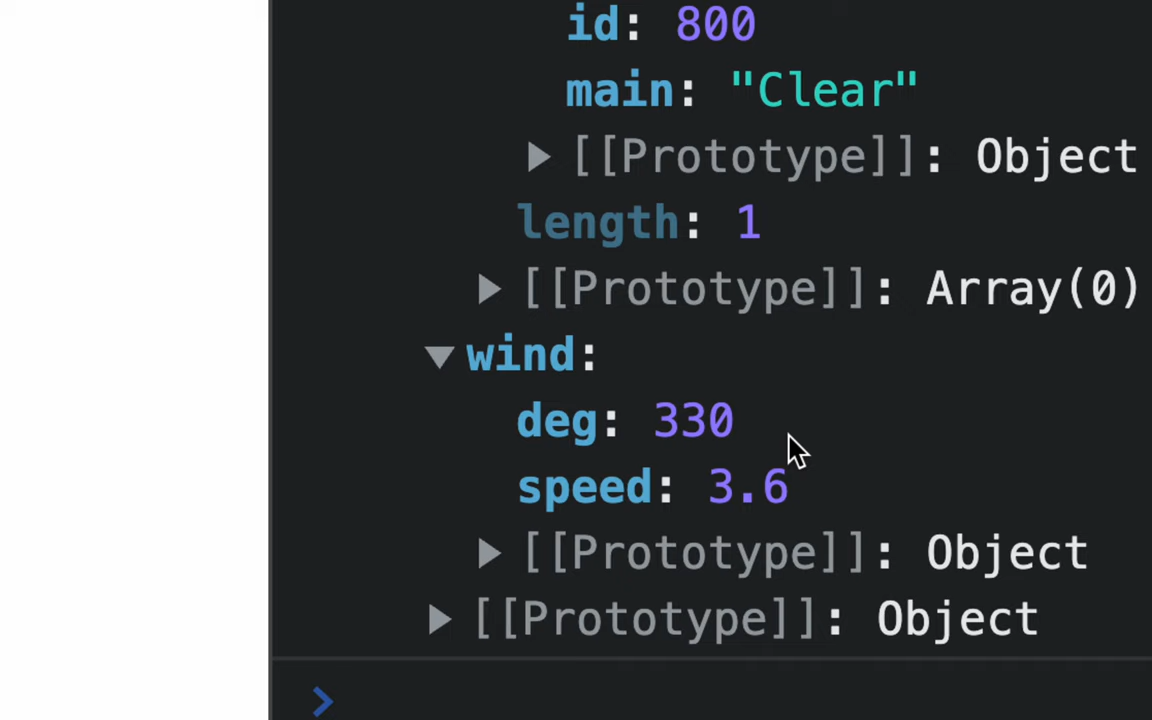 id: 800
main: "Clear"
[[Prototype]]: Object
length: 1
[[Prototype]]: Array(0)
wind:
deg: 330
speed: 3.6
[[Prototype]]: Object
[[Prototype]]: Object